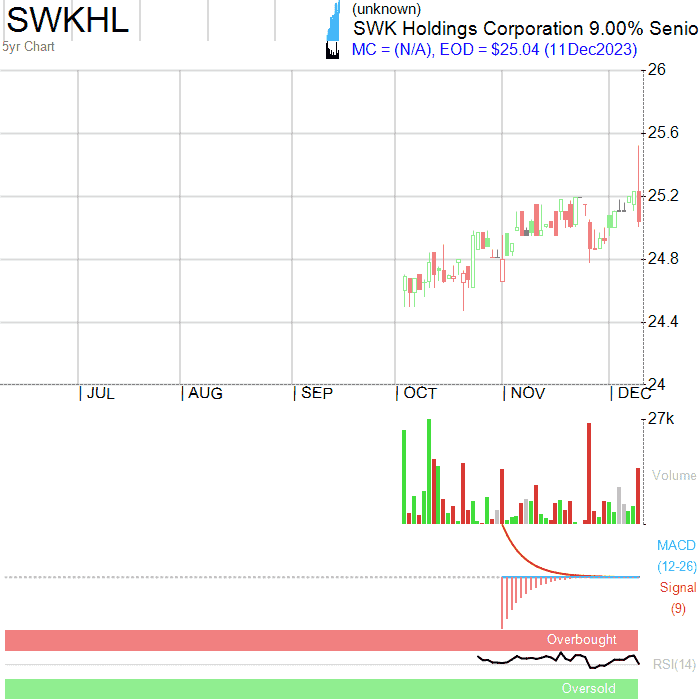 SWKHL
(unknown)
SWK Holdings Corporation 9.00% Senio
5yr Chart
MC = (N/A), EOD = $25.04 (11Dec2023)
26
25.6
25.2
24.8
24.4
24
JUL AUG SEP OCT NOV DEC
27k
Volume
MACD
(12-26)
Signal
(9)
Overbought
RSI(14)
Oversold